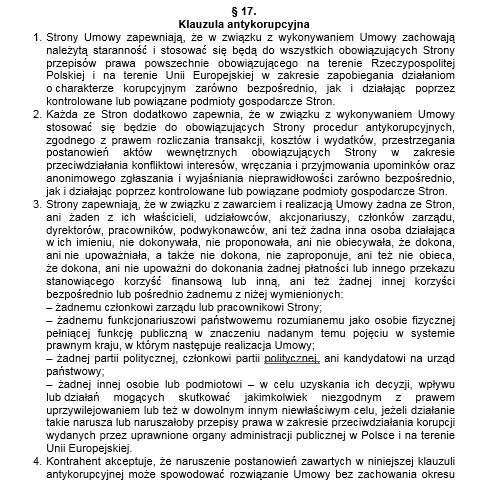 § 17.
Klauzula antykorupcyjna
1. Strony Umowy zapewniają, że w związku z wykonywaniem Umowy zachowają
należytą staranność i stosować się będą do wszystkich obowiązujących Strony
przepisów prawa powszechnie obowiązującego na terenie Rzeczypospolitej
Polskiej i na terenie Unii Europejskiej w zakresie zapobiegania działaniom
o charakterze korupcyjnym zarówno bezpośrednio, jak i działając poprzez
kontrolowane lub powiązane podmioty gospodarcze Stron.
2. Każda ze Stron dodatkowo zapewnia, że w związku z wykonywaniem Umowy
stosować się będzie do obowiązujących Strony procedur antykorupcyjnych,
zgodnego z prawem rozliczania transakcji, kosztów i wydatków, przestrzegania
postanowień aktów wewnętrznych obowiązujących Strony w zakresie
przeciwdziałania konfliktowi interesów, wręczania i przyjmowania upominków oraz
anonimowego zgłaszania i wyjaśniania nieprawidłowości zarówno bezpośrednio,
jak i działając poprzez kontrolowane lub powiązane podmioty gospodarcze Stron.
3. Strony zapewniają, że w związku z zawarciem i realizacją Umowy żadna ze Stron,
ani żaden z ich właścicieli, udziałowców, akcjonariuszy, członków zarządu,
dyrektorów, pracowników, podwykonawców, ani też żadna inna osoba działająca
w ich imieniu, nie dokonywała, nie proponowała, ani nie obiecywała, że dokona,
ani nie upoważniała, a także nie dokona, nie zaproponuje, ani też nie obieca,
że dokona, ani nie upoważni do dokonania żadnej płatności lub innego przekazu
stanowiącego korzyść finansową lub inną, ani też żadnej innej korzyści
bezpośrednio lub pośrednio żadnemu z niżej wymienionych:
– żadnemu członkowi zarządu lub pracownikowi Strony;
– żadnemu funkcjonariuszowi państwowemu rozumianemu jako osobie fizycznej
pełniącej funkcję publiczną w znaczeniu nadanym temu pojęciu w systemie
prawnym kraju, w którym następuje realizacja Umowy;
– żadnej partii politycznej, członkowi partii politycznej, ani kandydatowi na urząd
państwowy;
– żadnej innej osobie lub podmiotowi – w celu uzyskania ich decyzji, wpływu
lub działań mogących skutkować jakimkolwiek niezgodnym z prawem
uprzywilejowaniem lub też w dowolnym innym niewłaściwym celu, jeżeli działanie
takie narusza lub naruszałoby przepisy prawa w zakresie przeciwdziałania korupcji
wydanych przez uprawnione organy administracji publicznej w Polsce i na terenie
Unii Europejskiej.
4. Kontrahent akceptuje, że naruszenie postanowień zawartych w niniejszej klauzuli
antykorupcyjnej może spowodować rozwiązanie Umowy bez zachowania okresu